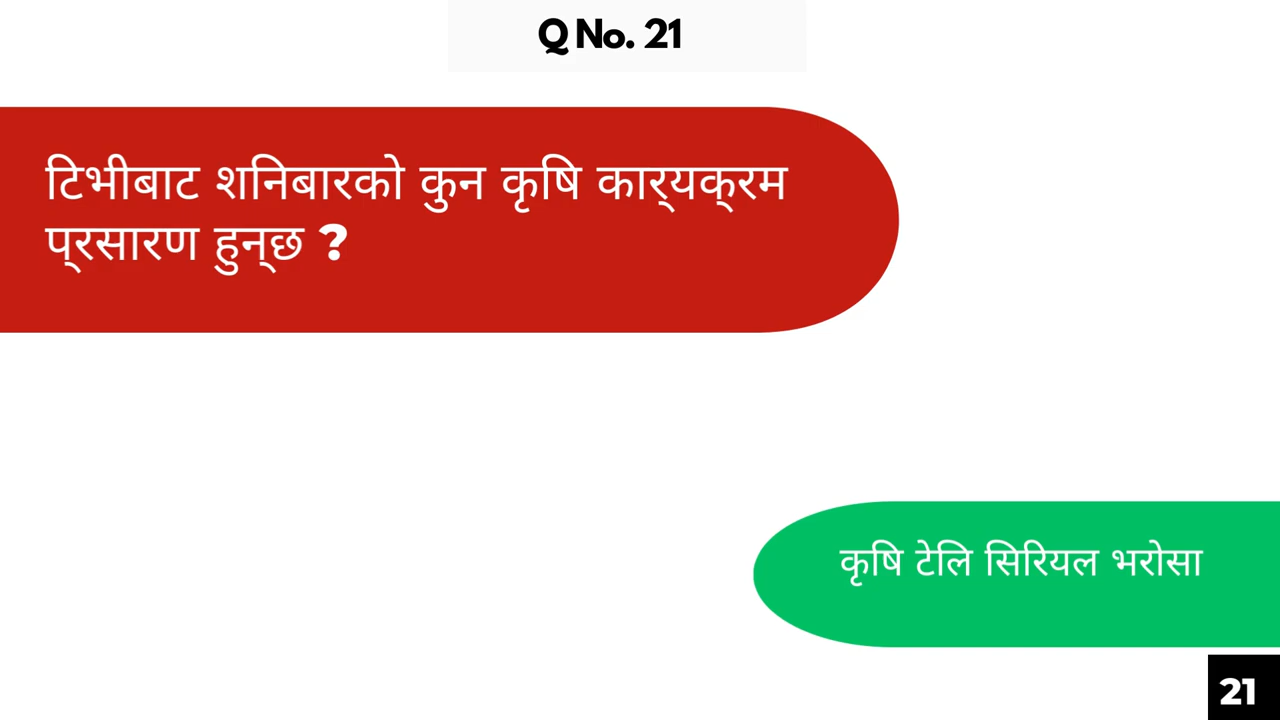 Q No. 21
टिभीबाट शनिबारको कुन कृषि कार्यक्रम
प्रसारण हुन्छ ?
कृषि टेलि सिरियल भरोसा
21